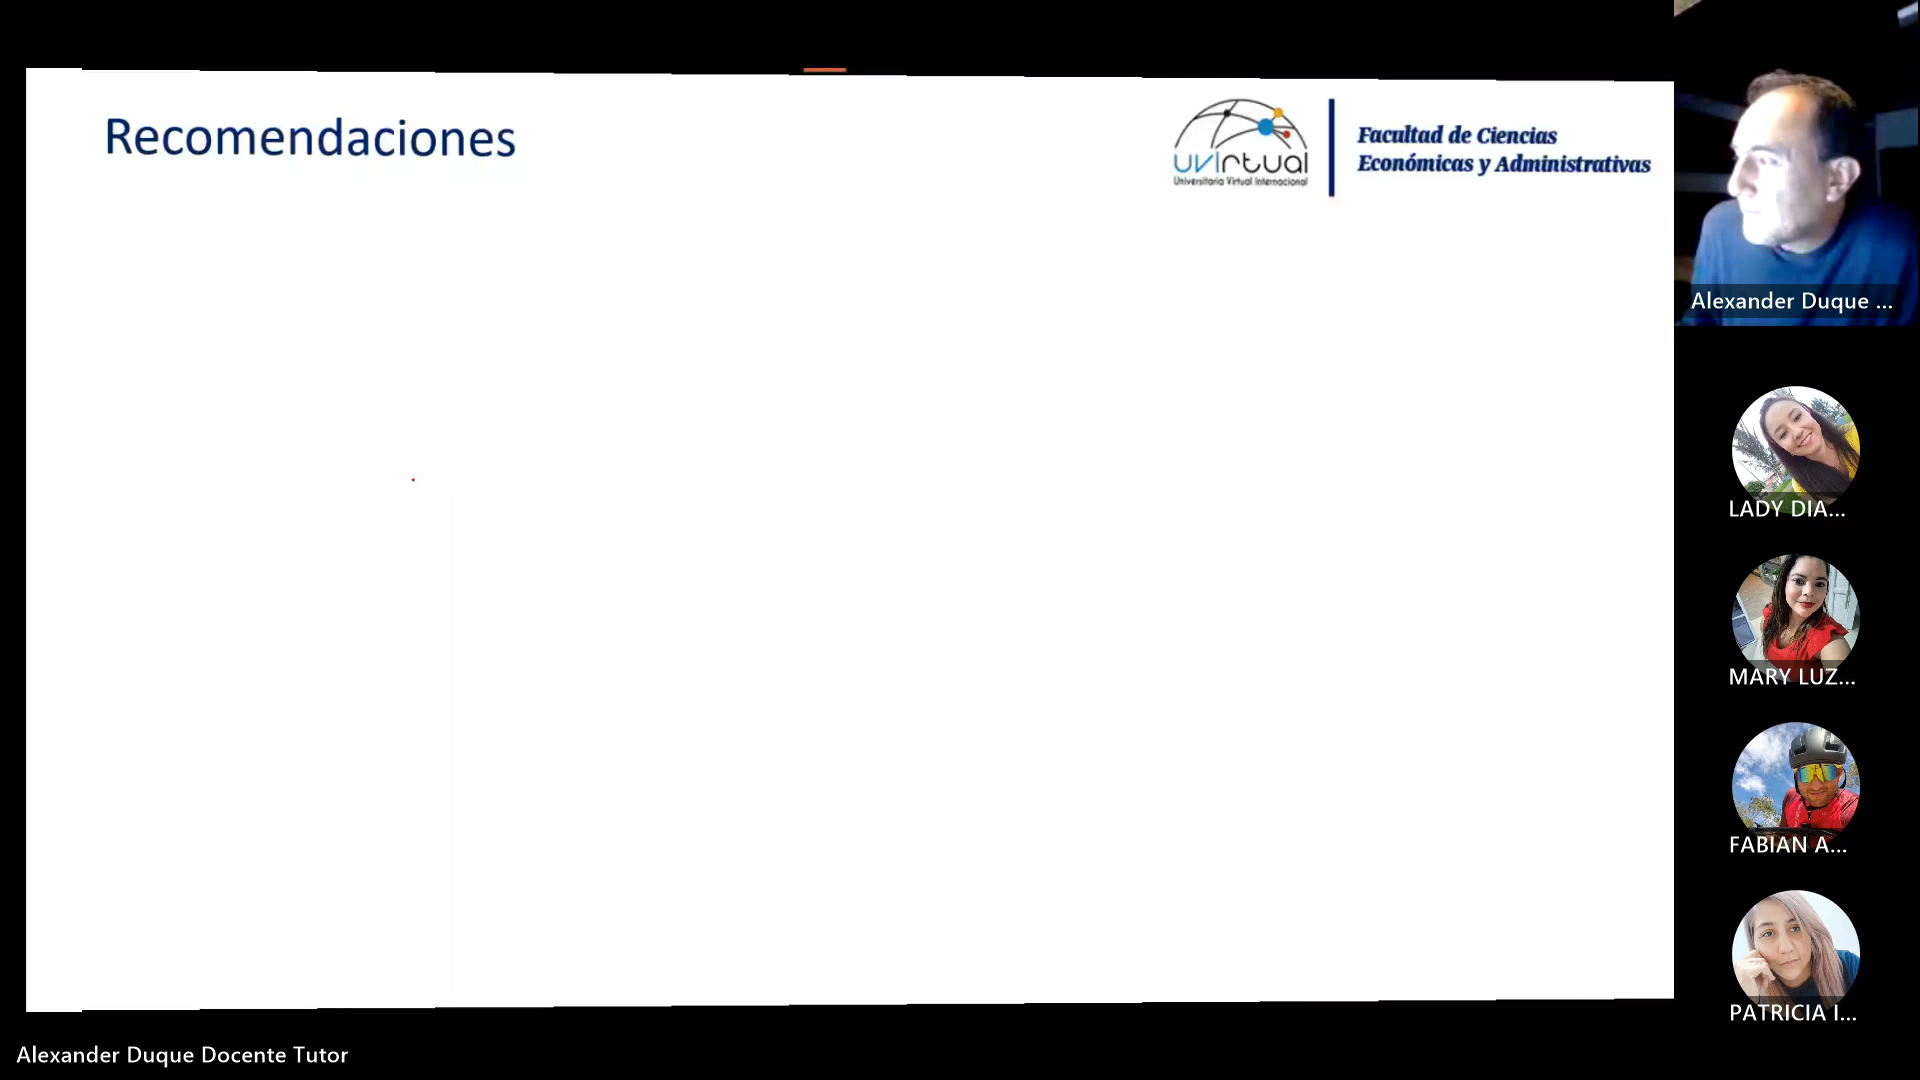 Recomendaciones
uvirtual
Universitaria Virtual Internacional
Facultad de Ciencias
Económicas y Administrativas
Alexander Duque ...
LADY DIA...
MARY LUZ...
FABIAN A...
PATRICIA I...
Alexander Duque Docente Tutor